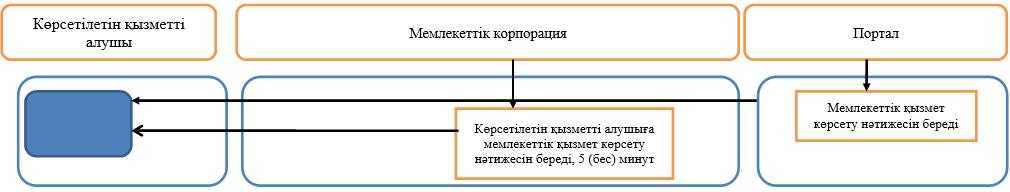 Көрсетілетін қызметті
алушы
Мемлекеттік корпорация
Портал
Көрсетілетін қызметті алушыға
мемлекеттік қызмет көрсету
нәтижесін береді, 5 (бес) минут
Мемлекеттік қызмет
көрсету нәтижесін береді